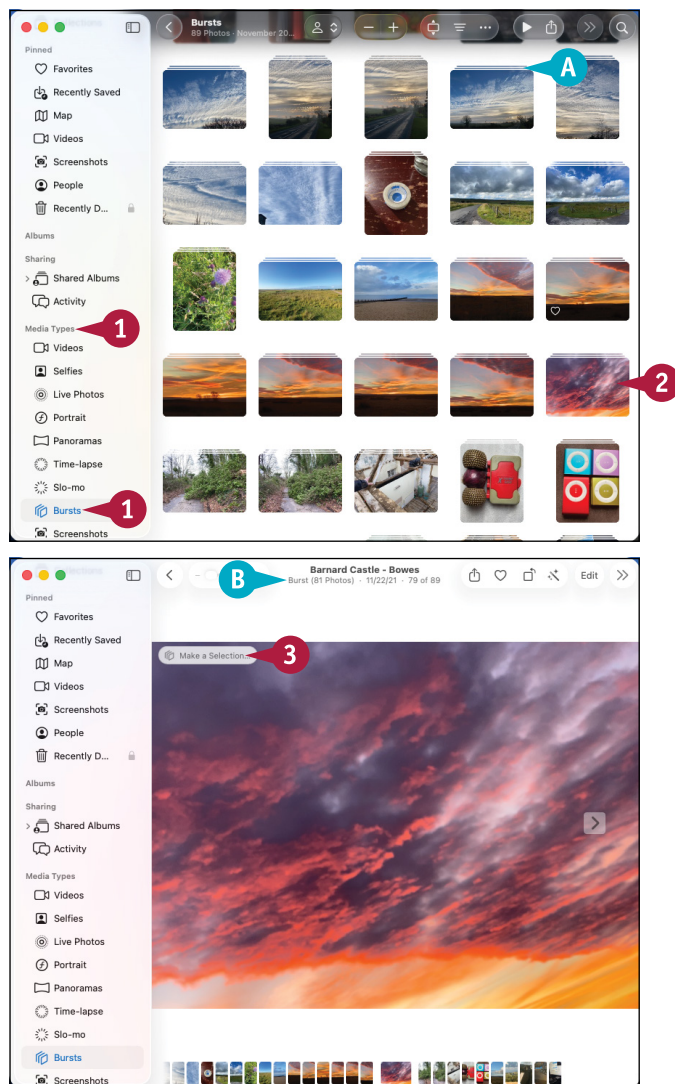 Bursts
89 Photos - November 20...
A
Pinned
Favorites
Recently Saved
Map
Videos
Screenshots
People
Recently D...
Albums
Sharing
Shared Albums
Activity
Media Types
1
Videos
Selfies
Live Photos
Portrait
Panoramas
Time-lapse
Slo-mo
Bursts
1
Screenshots
2
B
Barnard Castle - Bowes
Burst (81 Photos) · 11/22/21 · 79 of 89
Edit
Pinned
Favorites
Recently Saved
Map
Videos
Screenshots
People
Recently D...
Albums
Sharing
Shared Albums
Activity
Media Types
Videos
Selfies
Live Photos
Portrait
Panoramas
Time-lapse
Slo-mo
Bursts
Screenshots
Make a Selection...
3